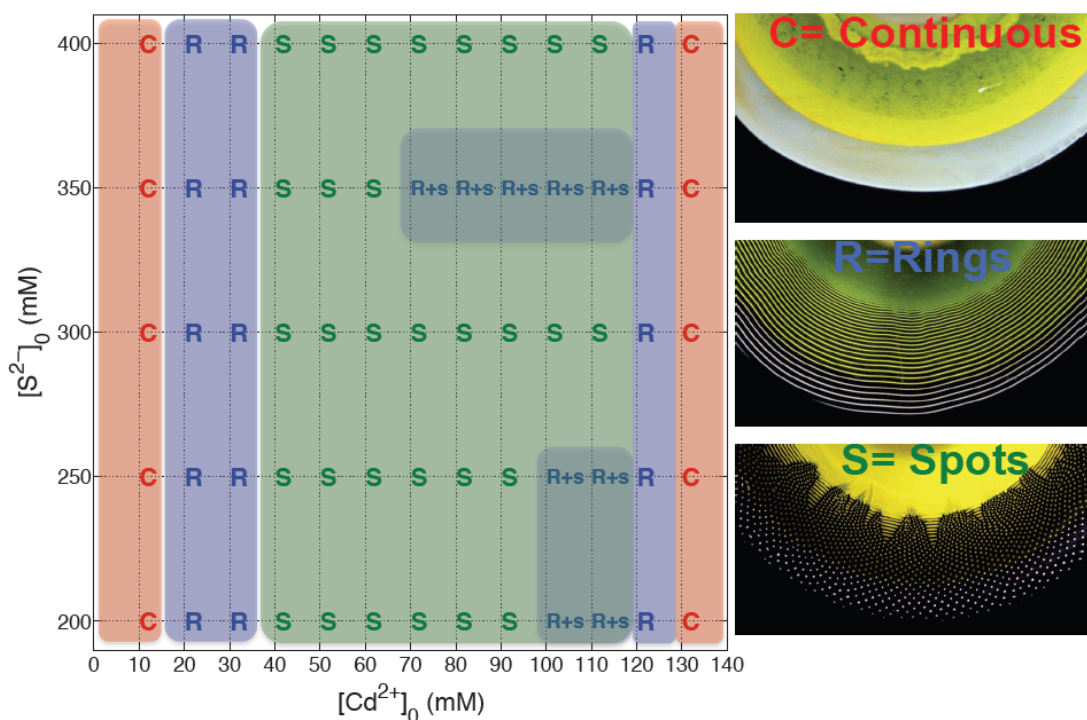 400 C R R S S S S S S S S R C
350 C R R S S S R+s R+s R+s R+s R+s R C
300 C R R S S S S S S S S R C
250 C R R S S S S S S R+s R+s R C
200 C R R S S S S S S R+s R+s R C
0 10 20 30 40 50 60 70 80 90 100 110 120 130 140
[Cd²⁺]₀ (mM)
[S²⁻]₀ (mM)
C= Continuous
R=Rings
S= Spots